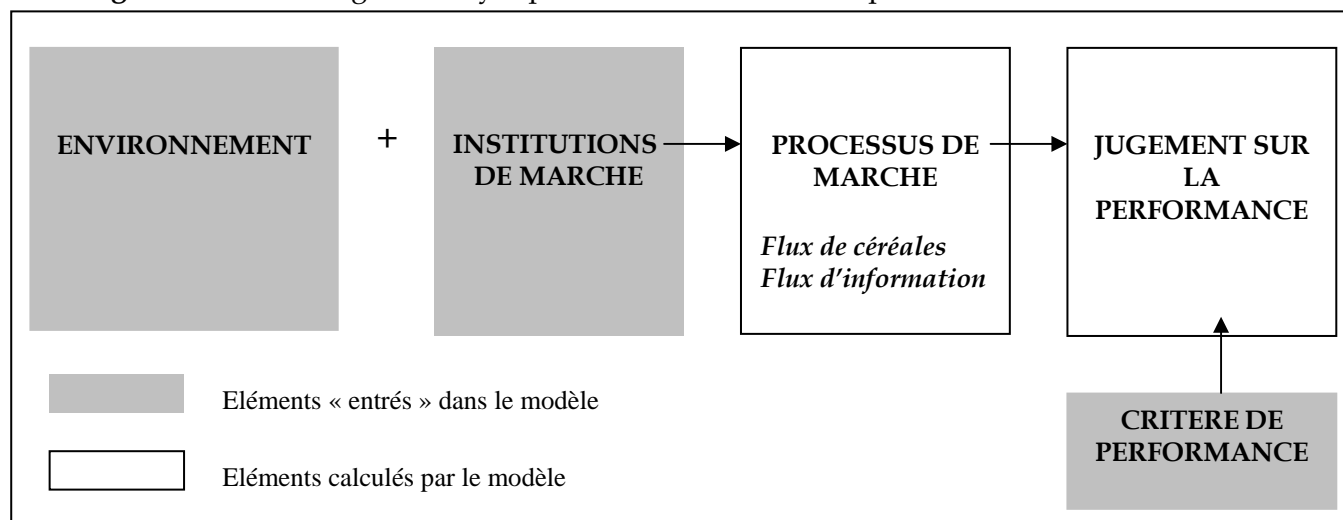 ENVIRONNEMENT
+
INSTITUTIONS
DE MARCHE
PROCESSUS DE
MARCHE
Flux de céréales
Flux d'information
JUGEMENT SUR
LA
PERFORMANCE
Eléments « entrés » dans le modèle
Eléments calculés par le modèle
CRITERE DE
PERFORMANCE